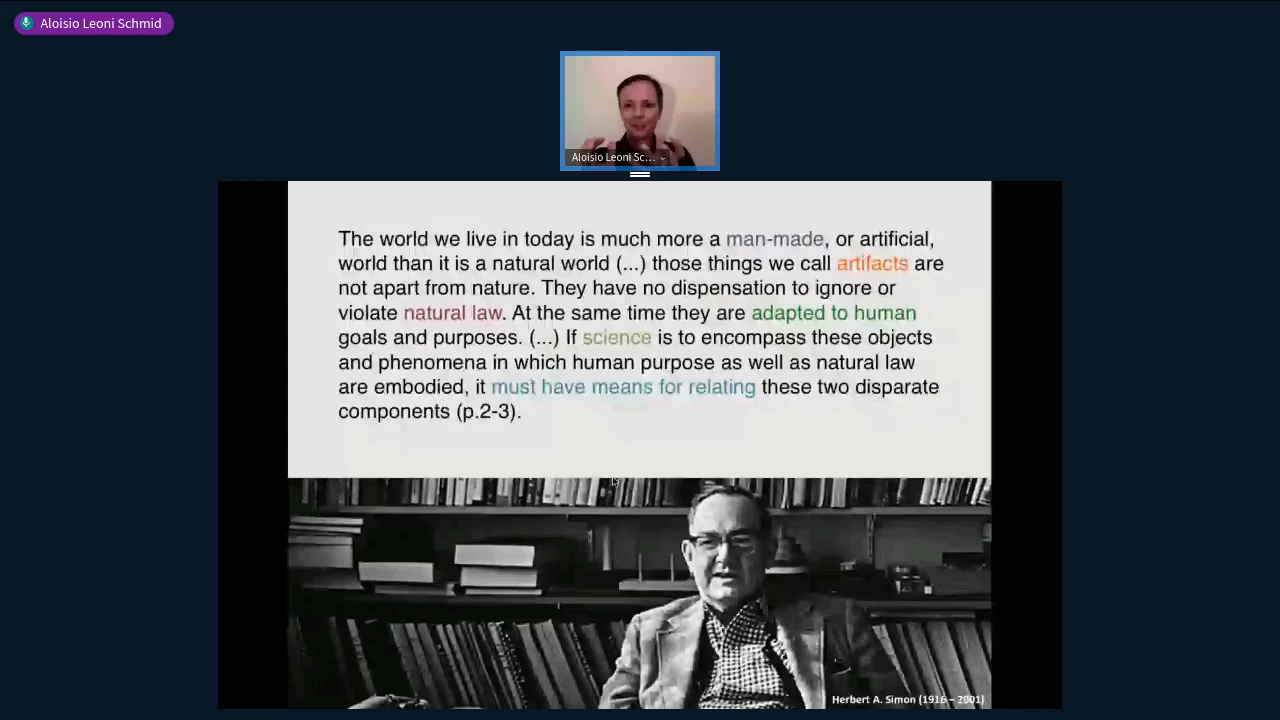 Aloisio Leoni Schmid
Aloisio Leoni Sc...
The world we live in today is much more a man-made, or artificial,
world than it is a natural world (...) those things we call artifacts are
not apart from nature. They have no dispensation to ignore or
violate natural law. At the same time they are adapted to human
goals and purposes. (...) If science is to encompass these objects
and phenomena in which human purpose as well as natural law
are embodied, it must have means for relating these two disparate
components (p.2-3).
Herbert A. Simon (1916 – 2001)